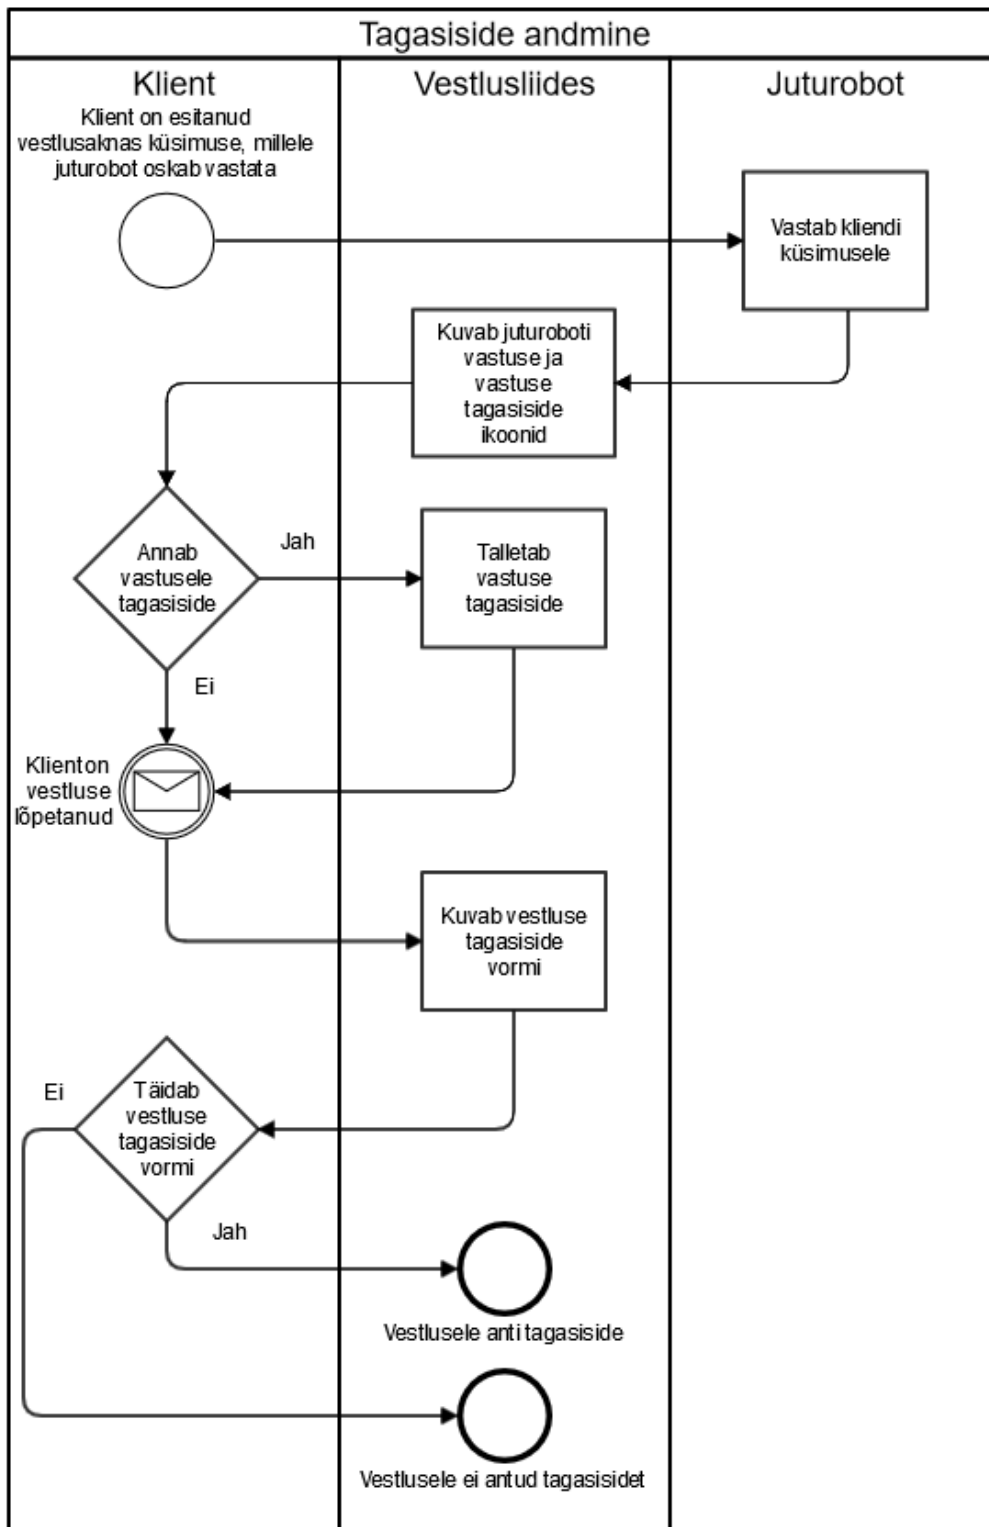 Tagasiside andmine
Klient
Vestlusliides
Juturobot
Klient on esitanud
vestlusaknas küsimuse, millele
juturobot oskab vastata
Vastab kliendi
küsimusele
Kuvab juturoboti
vastuse ja
vastuse
tagasiside
ikoonid
Annab
vastusele
tagasiside
Jah
Talletab
vastuse
tagasiside
Ei
Klient on
vestluse
lõpetanud
Kuvab vestluse
tagasiside
vormi
Ei
Täidab
vestluse
tagasiside
vormi
Jah
Vestlusele anti tagasiside
Vestlusele ei antud tagasisidet